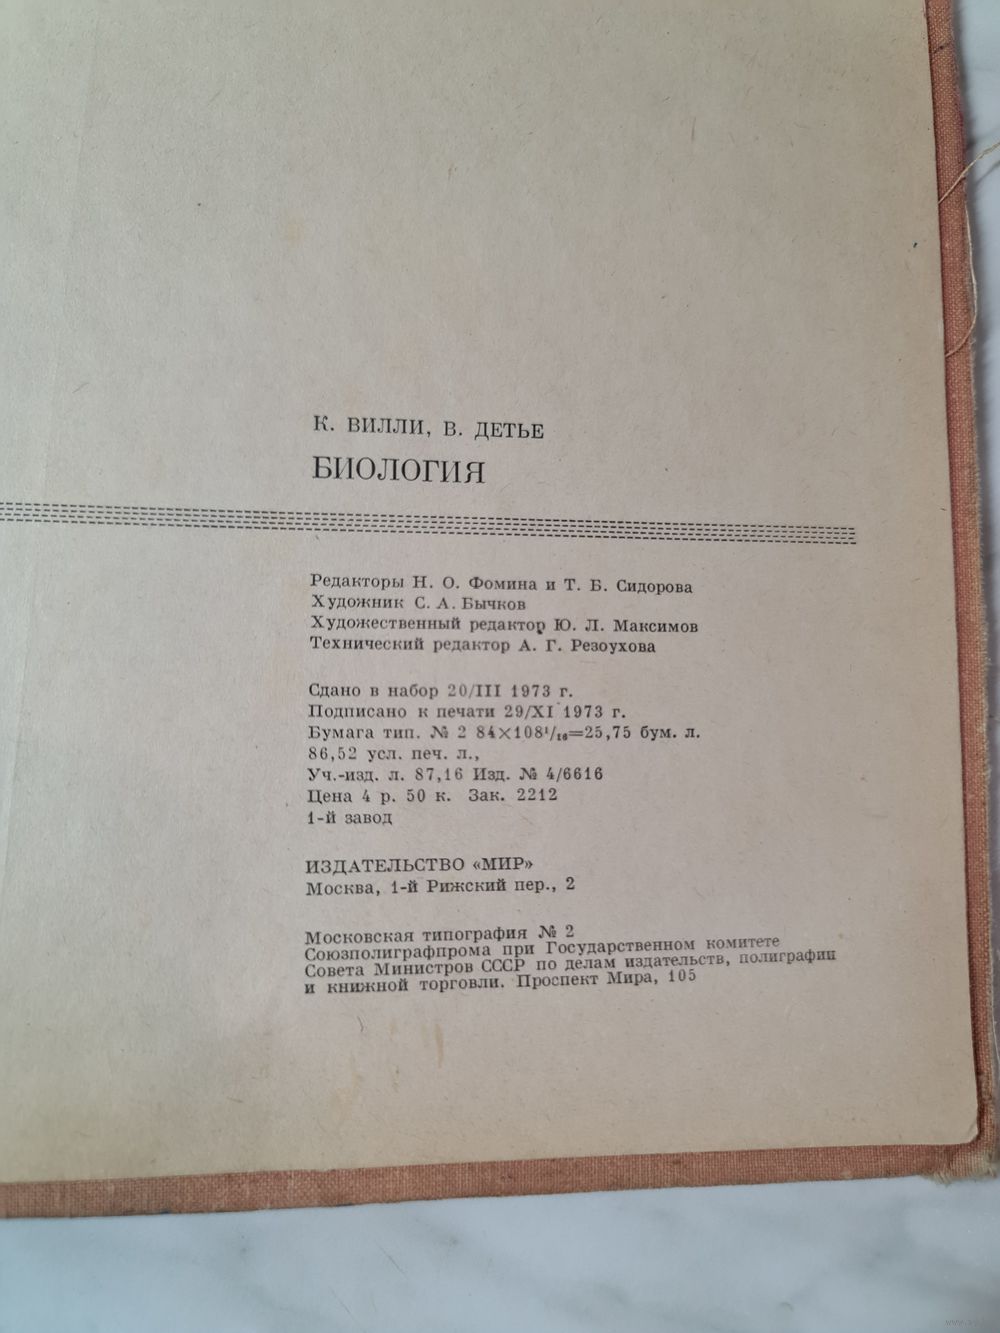 К. ВИЛЛИ, В. ДЕТЬЕ
БИОЛОГИЯ
Редакторы Н. О. Фомина и Т. Б. Сидорова
Художник С. А. Бычков
Художественный редактор Ю. Л. Максимов
Технический редактор А. Г. Резоухова
Сдано в набор 20/III 1973 г.
Подписано к печати 29/XI 1973 г.
Бумага тип. № 2 84×108¹/₁₆=25,75 бум. л.
86,52 усл. печ. л.,
Уч.-изд. л. 87,16 Изд. № 4/6616
Цена 4 р. 50 к. Зак. 2212
1-й завод
ИЗДАТЕЛЬСТВО «МИР»
Москва, 1-й Рижский пер., 2
Московская типография № 2
Союзполиграфпрома при Государственном комитете
Совета Министров СССР по делам издательств, полиграфии
и книжной торговли. Проспект Мира, 105